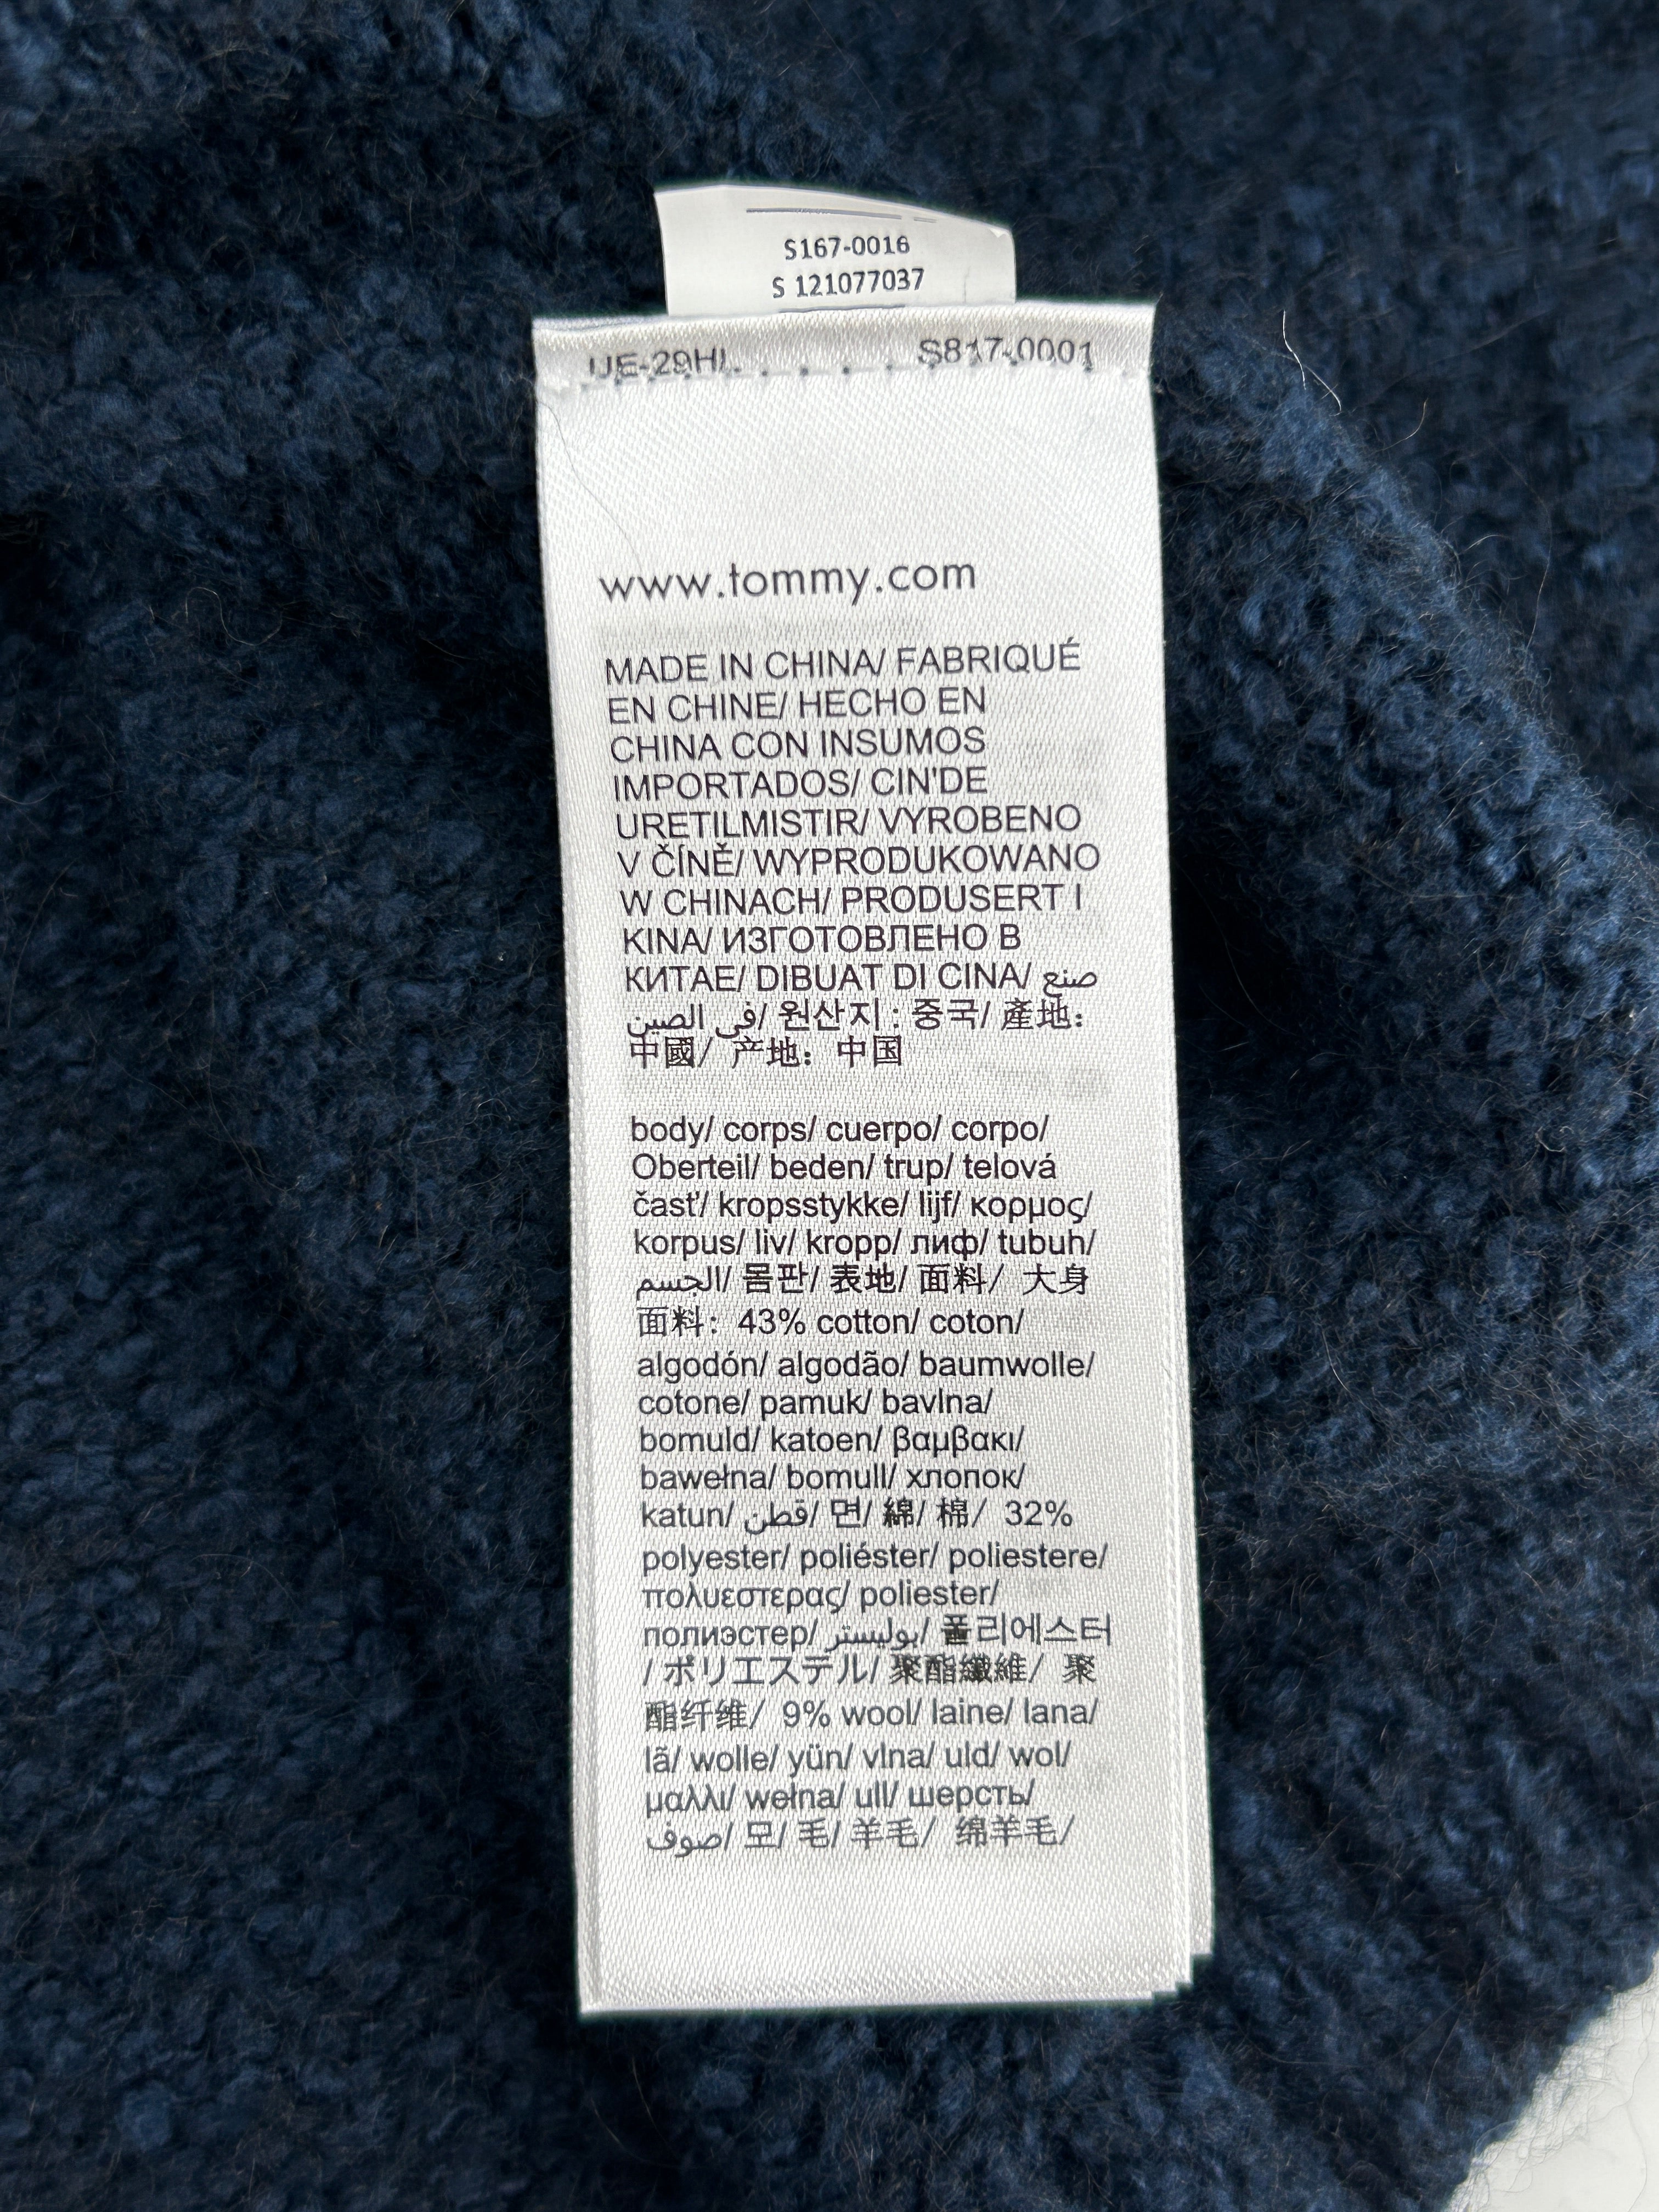 S167-0016
S 121077037
UE-29HL S817-0001
www.tommy.com
MADE IN CHINA/ FABRIQUÉ
EN CHINE/ HECHO EN
CHINA CON INSUMOS
IMPORTADOS/ CIN'DE
URETILMISTIR/ VYROBENO
V ČÍNĚ/ WYPRODUKOWANO
W CHINACH/ PRODUSERT I
KINA/ ИЗГОТОВЛЕНО В
КИТАЕ/ DIBUAT DI CINA/ صنع
في الصين/ 원산지 : 중국/ 產地:
中國/ 产地: 中国
body/ corps/ cuerpo/ corpo/
Oberteil/ beden/ trup/ telová
časť/ kropsstykke/ lijf/ κορμος/
korpus/ liv/ kropp/ лиф/ tubuh/
الجسم/ 몸판/ 表地/ 面料/ 大身
面料: 43% cotton/ coton/
algodón/ algodão/ baumwolle/
cotone/ pamuk/ bavlna/
bomuld/ katoen/ βαμβακι/
bawełna/ bomull/ хлопок/
katun/ قطن/ 면/ 綿/ 棉/ 32%
polyester/ poliéster/ poliestere/
πολυεστερας/ poliester/
полиэстер/ بوليستر/ 폴리에스터
/ ポリエステル/ 聚酯纖維/ 聚
酯纤维/ 9% wool/ laine/ lana/
lã/ wolle/ yün/ vlna/ uld/ wol/
μαλλι/ wełna/ ull/ шерсть/
صوف/ 모/ 毛/ 羊毛/ 绵羊毛/